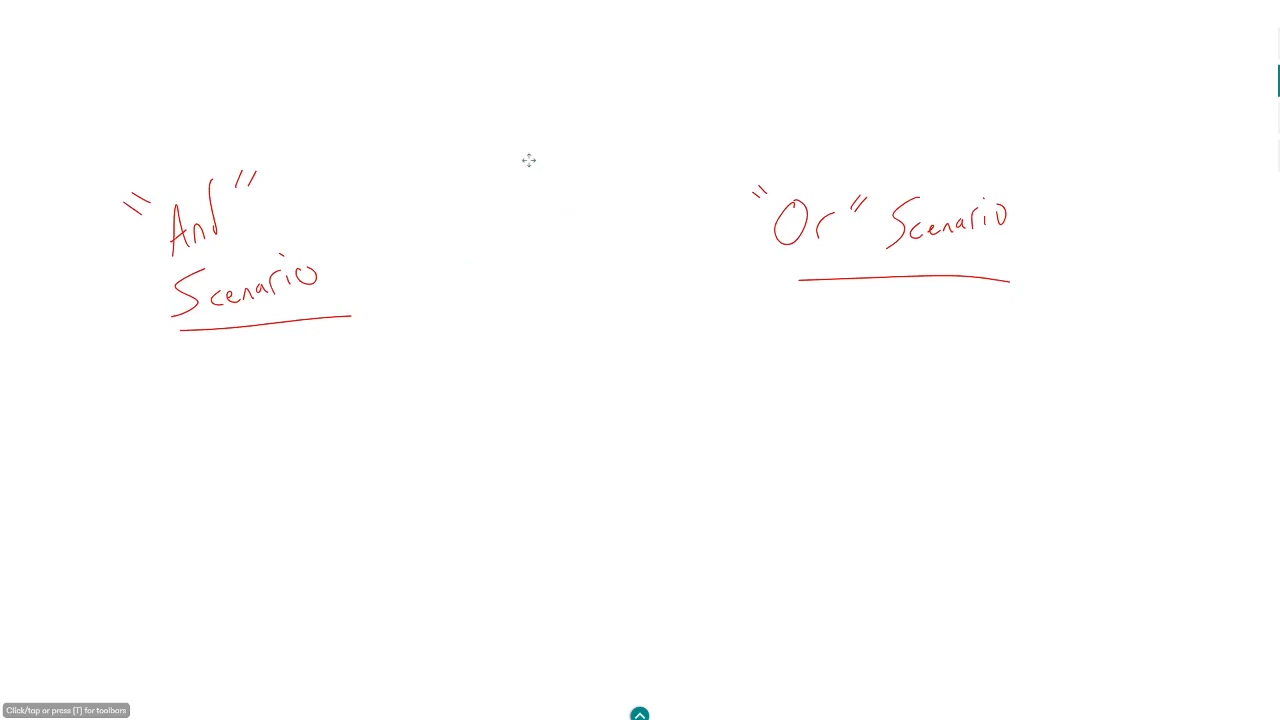 "And"
Scenario
"Or" Scenario
Click/tap or press [T] for toolbars